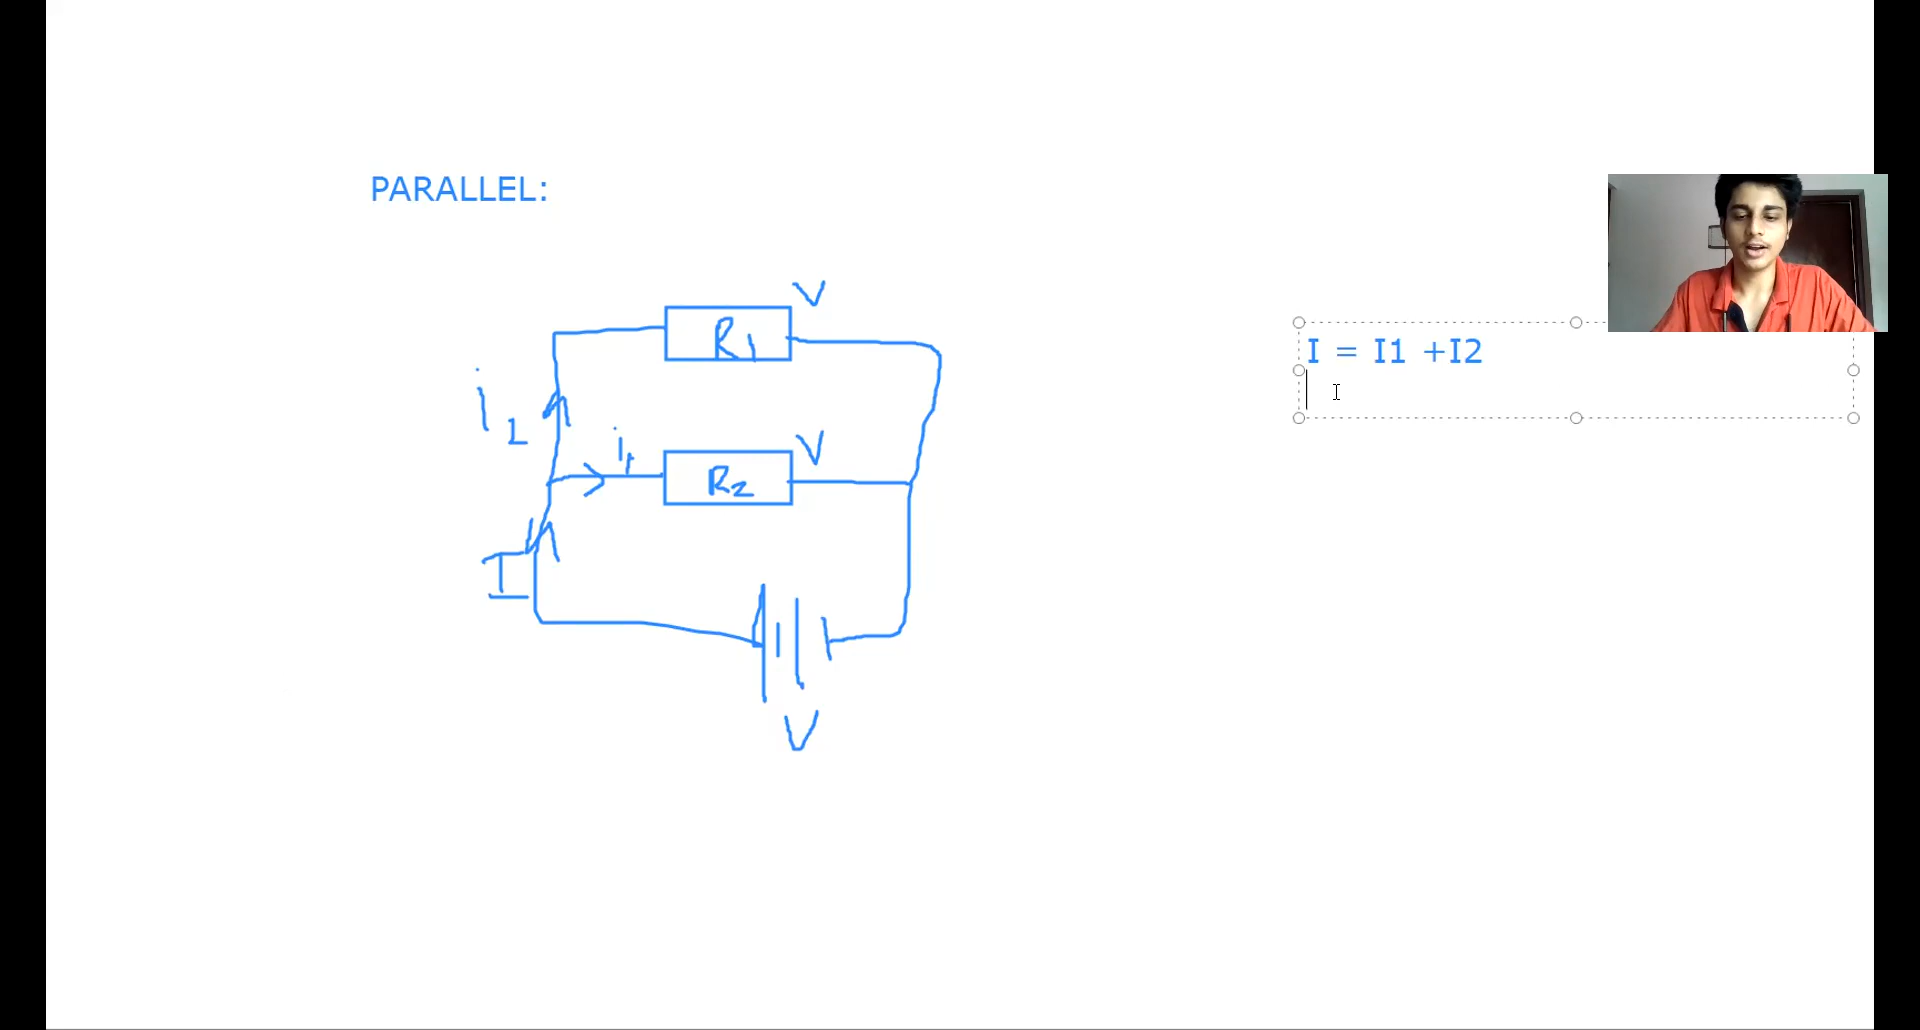 PARALLEL:
V
R1
I = I1 +I2
i2
i1
V
R2
I
V